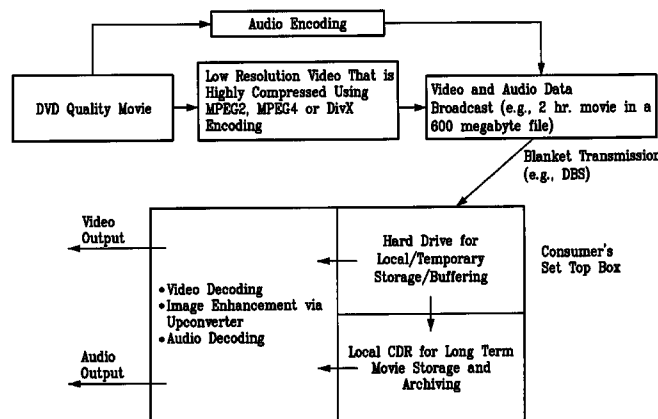 Audio Encoding
DVD Quality Movie
Low Resolution Video That is
Highly Compressed Using
MPEG2, MPEG4 or DivX
Encoding
Video and Audio Data
Broadcast (e.g., 2 hr. movie in a
600 megabyte file)
Blanket Transmission
(e.g., DBS)
Video
Output
Hard Drive for
Local/Temporary
Storage/Buffering
Consumer's
Set Top Box
•Video Decoding
•Image Enhancement via
Upconverter
•Audio Decoding
Audio
Output
Local CDR for Long Term
Movie Storage and
Archiving